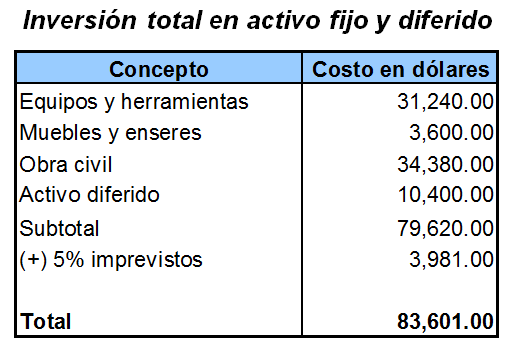 Inversión total en activo fijo y diferido
Concepto Costo en dólares
Equipos y herramientas 31,240.00
Muebles y enseres 3,600.00
Obra civil 34,380.00
Activo diferido 10,400.00
Subtotal 79,620.00
(+) 5% imprevistos 3,981.00
Total 83,601.00